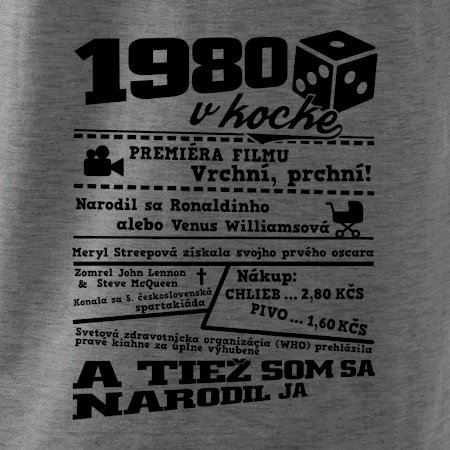 1980
v kocke
PREMIÉRA FILMU
Vrchní, prchni!
Narodil sa Ronaldinho
alebo Venus Williamsová
Meryl Streepová získala svojho prvého oscara
Zomrel John Lennon
& Steve McQueen
Konala sa 5. československá
spartakiáda
Nákup:
CHLIEB ... 2,80 KČS
PIVO ... 1,60 KČS
Svetová zdravotnícka organizácia (WHO) prehlásila
pravé kiahne za úplne vyhubené
A TIEŽ SOM SA
NARODIL JA